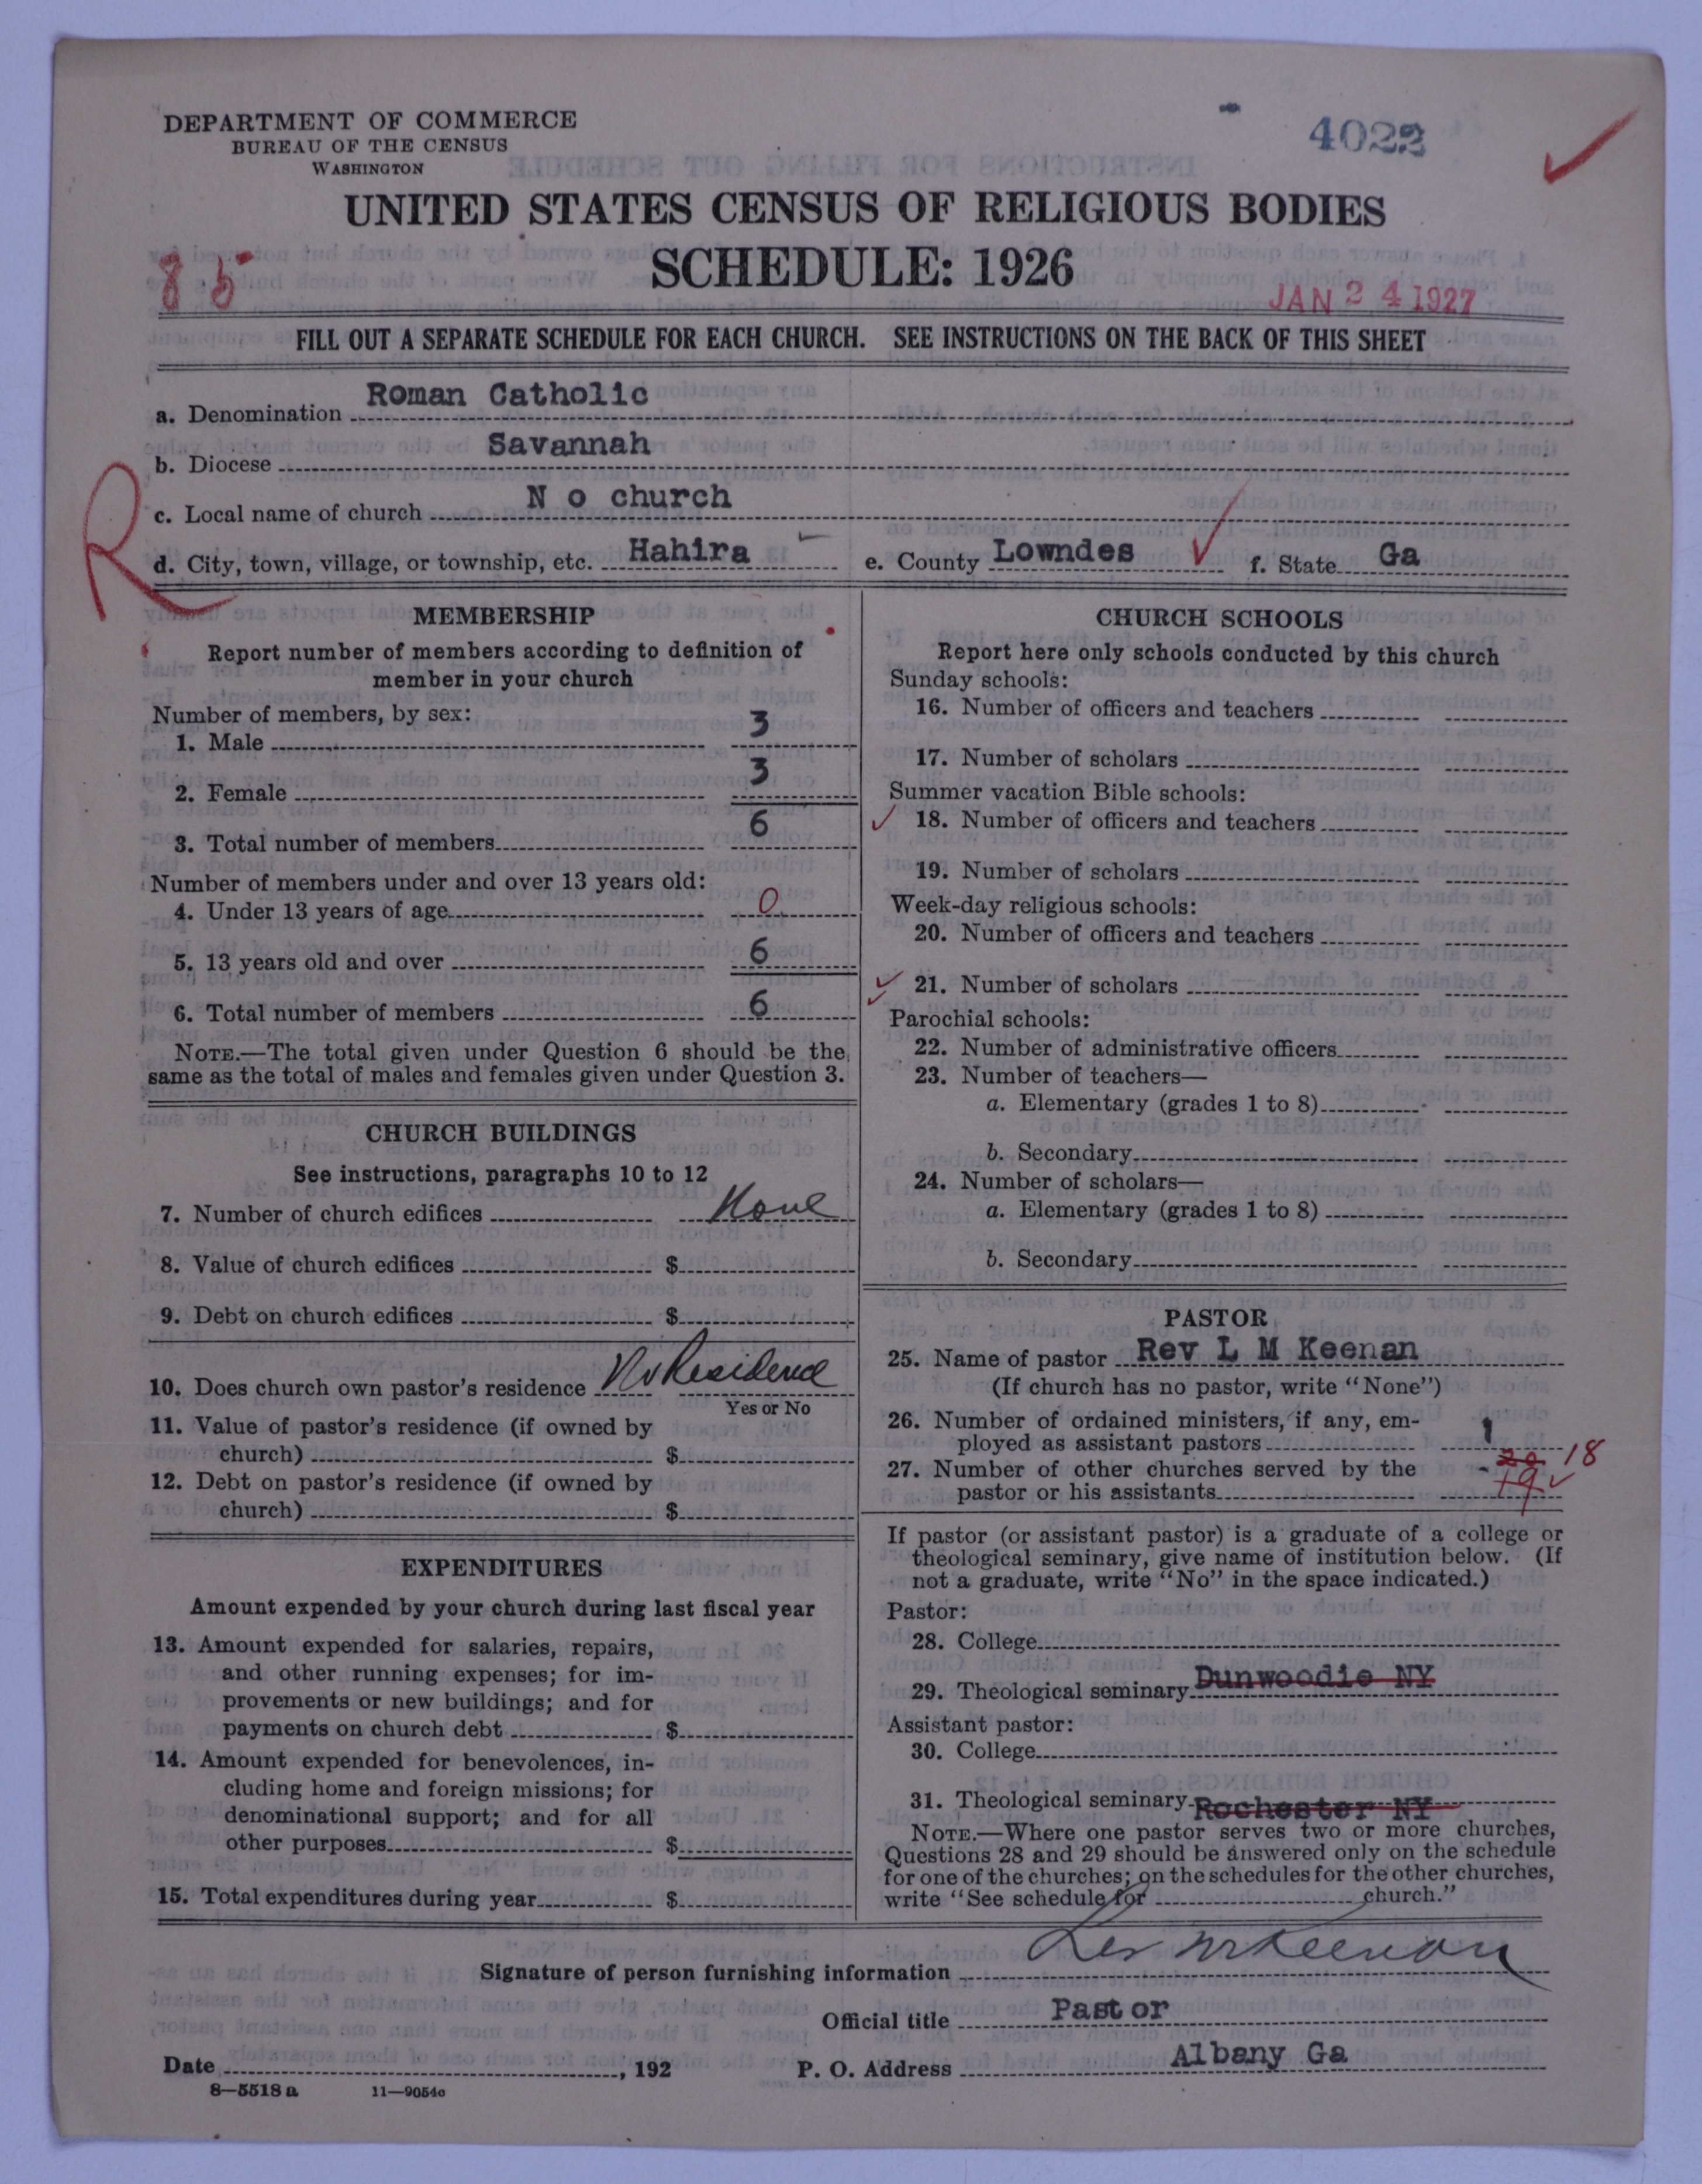 DEPARTMENT OF COMMERCE
BUREAU OF THE CENSUS
WASHINGTON
4022
UNITED STATES CENSUS OF RELIGIOUS BODIES
SCHEDULE: 1926
85
JAN 24 1927
FILL OUT A SEPARATE SCHEDULE FOR EACH CHURCH. SEE INSTRUCTIONS ON THE BACK OF THIS SHEET
a. Denomination Roman Catholic
b. Diocese Savannah
c. Local name of church N o church
R
d. City, town, village, or township, etc. Hahira e. County Lowndes f. State Ga
MEMBERSHIP
Report number of members according to definition of
member in your church
Number of members, by sex:
1. Male 3
2. Female 3
3. Total number of members 6
Number of members under and over 13 years old:
4. Under 13 years of age 0
5. 13 years old and over 6
6. Total number of members 6
NOTE.—The total given under Question 6 should be the
same as the total of males and females given under Question 3.
CHURCH BUILDINGS
See instructions, paragraphs 10 to 12
7. Number of church edifices None
8. Value of church edifices $
9. Debt on church edifices $
10. Does church own pastor's residence No Residence
Yes or No
11. Value of pastor's residence (if owned by
church) $
12. Debt on pastor's residence (if owned by
church) $
EXPENDITURES
Amount expended by your church during last fiscal year
13. Amount expended for salaries, repairs,
and other running expenses; for im-
provements or new buildings; and for
payments on church debt $
14. Amount expended for benevolences, in-
cluding home and foreign missions; for
denominational support; and for all
other purposes $
15. Total expenditures during year $
CHURCH SCHOOLS
Report here only schools conducted by this church
Sunday schools:
16. Number of officers and teachers
17. Number of scholars
Summer vacation Bible schools:
18. Number of officers and teachers
19. Number of scholars
Week-day religious schools:
20. Number of officers and teachers
21. Number of scholars
Parochial schools:
22. Number of administrative officers
23. Number of teachers—
a. Elementary (grades 1 to 8)
b. Secondary
24. Number of scholars—
a. Elementary (grades 1 to 8)
b. Secondary
PASTOR
25. Name of pastor Rev L M Keenan
(If church has no pastor, write "None")
26. Number of ordained ministers, if any, em-
ployed as assistant pastors 1
27. Number of other churches served by the 20 18
pastor or his assistants 19
If pastor (or assistant pastor) is a graduate of a college or
theological seminary, give name of institution below. (If
not a graduate, write "No" in the space indicated.)
Pastor:
28. College
29. Theological seminary Dunwoodie NY
Assistant pastor:
30. College
31. Theological seminary Rochester NY
NOTE.—Where one pastor serves two or more churches,
Questions 28 and 29 should be answered only on the schedule
for one of the churches; on the schedules for the other churches,
write "See schedule for church."
Signature of person furnishing information Leo M Keenan
Official title Pastor
Date , 192 P. O. Address Albany Ga
8—5518 a 11—9054a